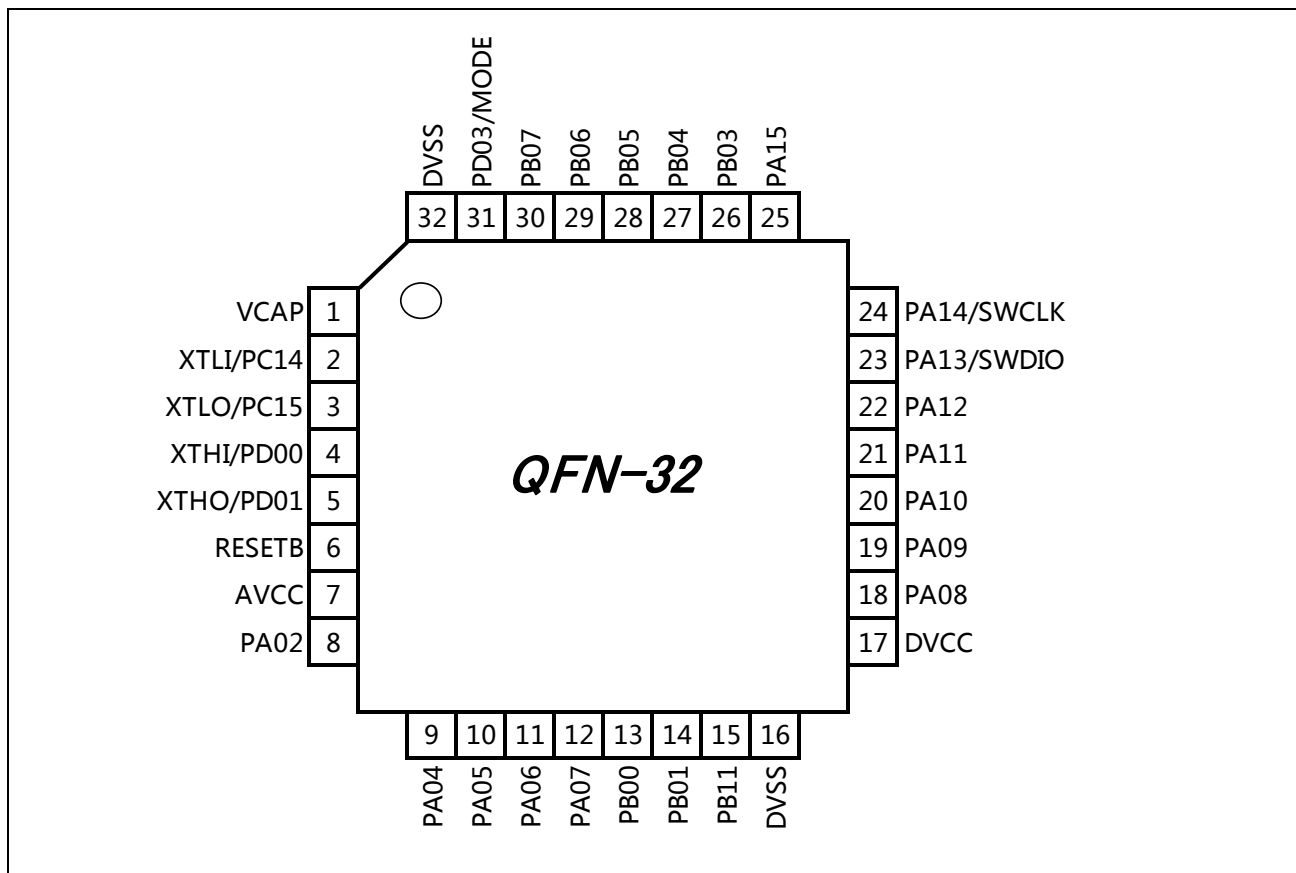 DVSS
PD03/MODE
PB07
PB06
PB05
PB04
PB03
PA15
32 31 30 29 28 27 26 25
VCAP 1
XTLI/PC14 2
XTLO/PC15 3
XTHI/PD00 4
XTHO/PD01 5
RESETB 6
AVCC 7
PA02 8
QFN-32
24 PA14/SWCLK
23 PA13/SWDIO
22 PA12
21 PA11
20 PA10
19 PA09
18 PA08
17 DVCC
9 10 11 12 13 14 15 16
PA04
PA05
PA06
PA07
PB00
PB01
PB11
DVSS